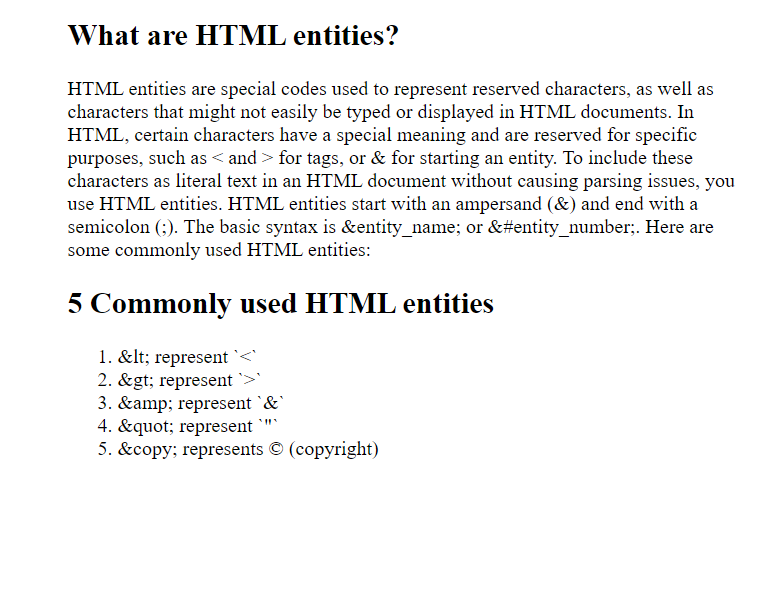 What are HTML entities?
HTML entities are special codes used to represent reserved characters, as well as
characters that might not easily be typed or displayed in HTML documents. In
HTML, certain characters have a special meaning and are reserved for specific
purposes, such as < and > for tags, or & for starting an entity. To include these
characters as literal text in an HTML document without causing parsing issues, you
use HTML entities. HTML entities start with an ampersand (&) and end with a
semicolon (;). The basic syntax is &entity_name; or &#entity_number;. Here are
some commonly used HTML entities:
5 Commonly used HTML entities
1. &lt; represent `<`
2. &gt; represent `>`
3. &amp; represent `&`
4. &quot; represent `"`
5. &copy; represents © (copyright)